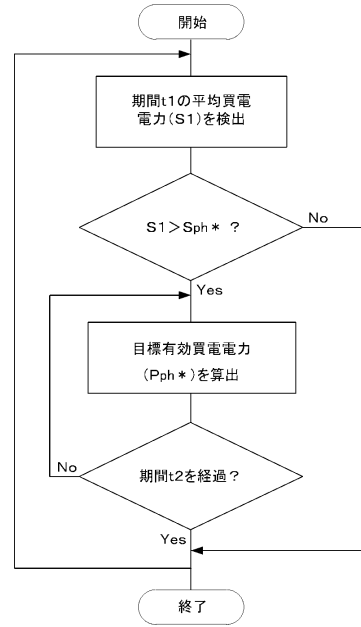 開始
期間t1の平均買電
電力(S1)を検出
S1>Sph* ?
No
Yes
目標有効買電電力
(Pph*)を算出
No
期間t2を経過?
Yes
終了